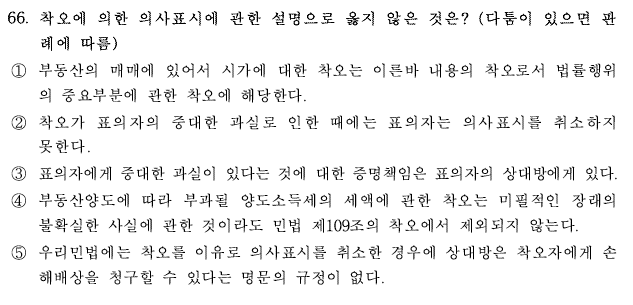 66. 착오에 의한 의사표시에 관한 설명으로 옳지 않은 것은? (다툼이 있으면 판
례에 따름)
① 부동산의 매매에 있어서 시가에 대한 착오는 이른바 내용의 착오로서 법률행위
의 중요부분에 관한 착오에 해당한다.
② 착오가 표의자의 중대한 과실로 인한 때에는 표의자는 의사표시를 취소하지
못한다.
③ 표의자에게 중대한 과실이 있다는 것에 대한 증명책임은 표의자의 상대방에게 있다.
④ 부동산양도에 따라 부과될 양도소득세의 세액에 관한 착오는 미필적인 장래의
불확실한 사실에 관한 것이라도 민법 제109조의 착오에서 제외되지 않는다.
⑤ 우리민법에는 착오를 이유로 의사표시를 취소한 경우에 상대방은 착오자에게 손
해배상을 청구할 수 있다는 명문의 규정이 없다.